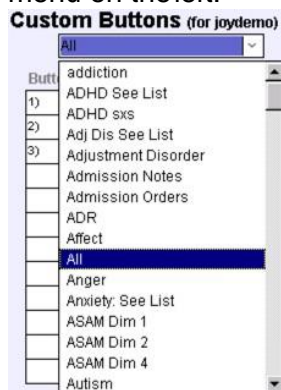 menu on the left.
Custom Buttons (for joydemo)
All
Butt
1)
2)
3)
addiction
ADHD See List
ADHD sxs
Adj Dis See List
Adjustment Disorder
Admission Notes
Admission Orders
ADR
Affect
All
Anger
Anxiety: See List
ASAM Dim 1
ASAM Dim 2
ASAM Dim 4
Autism